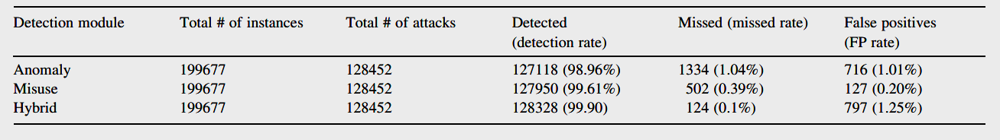 Detection module Total # of instances Total # of attacks Detected (detection rate) Missed (missed rate) False positives (FP rate)
Anomaly 199677 128452 127118 (98.96%) 1334 (1.04%) 716 (1.01%)
Misuse 199677 128452 127950 (99.61%) 502 (0.39%) 127 (0.20%)
Hybrid 199677 128452 128328 (99.90) 124 (0.1%) 797 (1.25%)